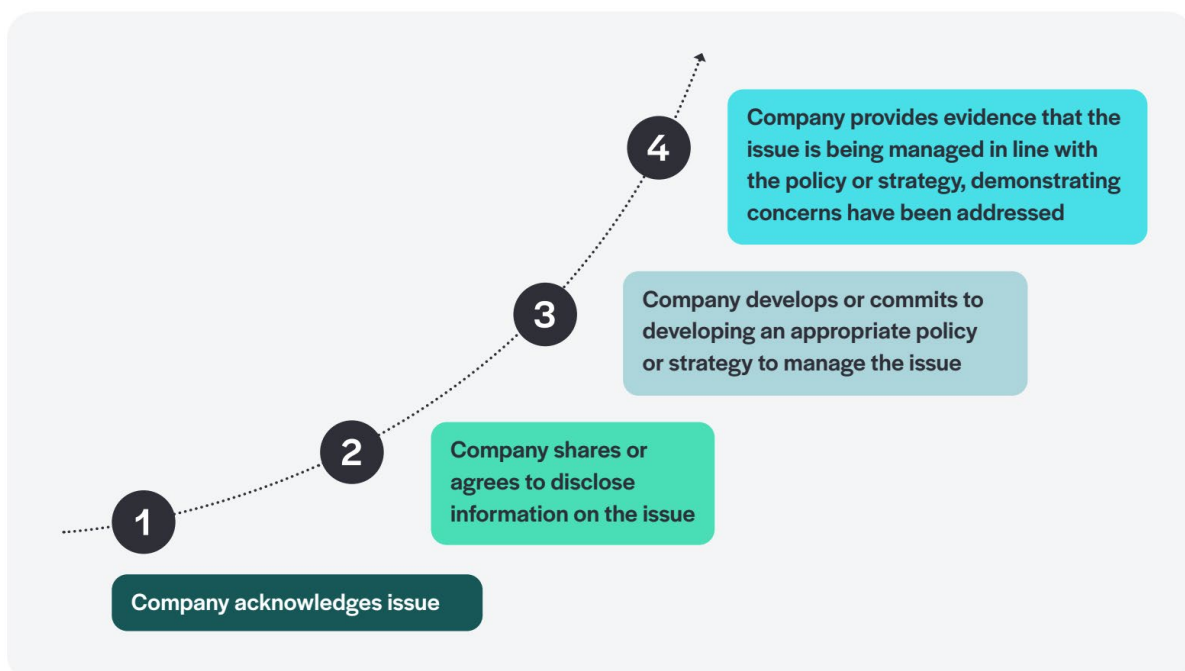 1
Company acknowledges issue
2
Company shares or
agrees to disclose
information on the issue
3
Company develops or commits to
developing an appropriate policy
or strategy to manage the issue
4
Company provides evidence that the
issue is being managed in line with
the policy or strategy, demonstrating
concerns have been addressed